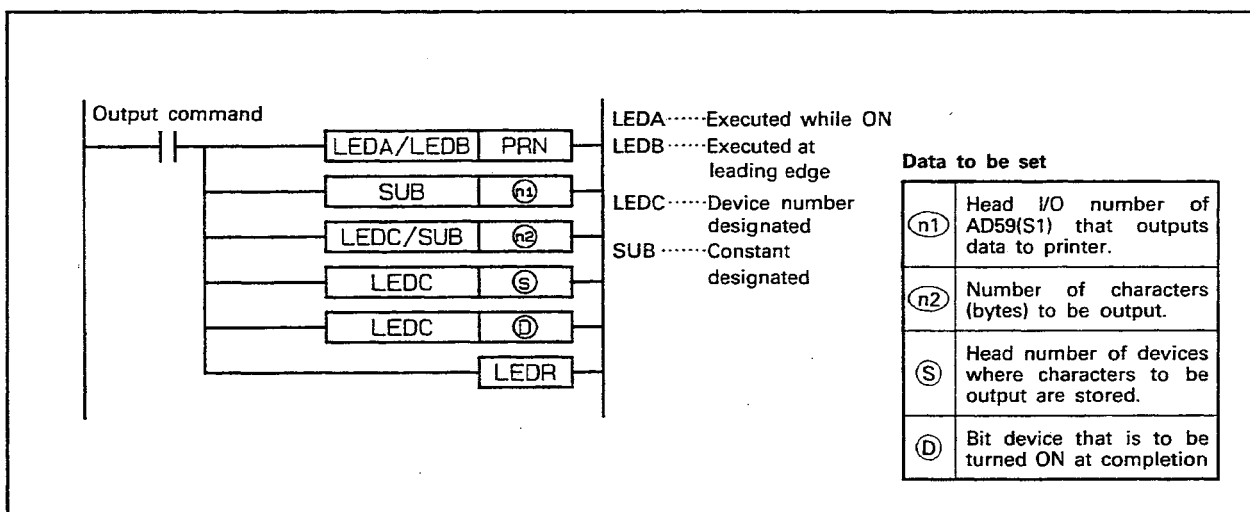 Output command
LEDA/LEDB PRN
SUB n1
LEDC/SUB n2
LEDC S
LEDC D
LEDR
LEDA······Executed while ON
LEDB······Executed at
leading edge
LEDC······Device number
designated
SUB······Constant
designated
Data to be set
n1 Head I/O number of
AD59(S1) that outputs
data to printer.
n2 Number of characters
(bytes) to be output.
S Head number of devices
where characters to be
output are stored.
D Bit device that is to be
turned ON at completion